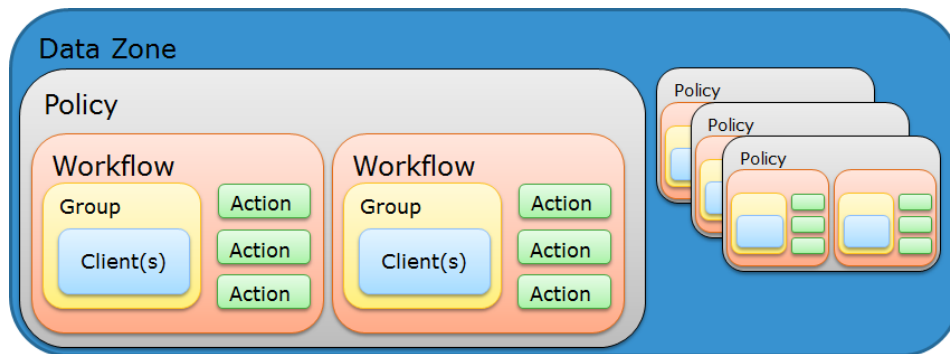 Data Zone
Policy
Workflow
Group
Client(s)
Action
Action
Action
Workflow
Group
Client(s)
Action
Action
Action
Policy
Policy
Policy